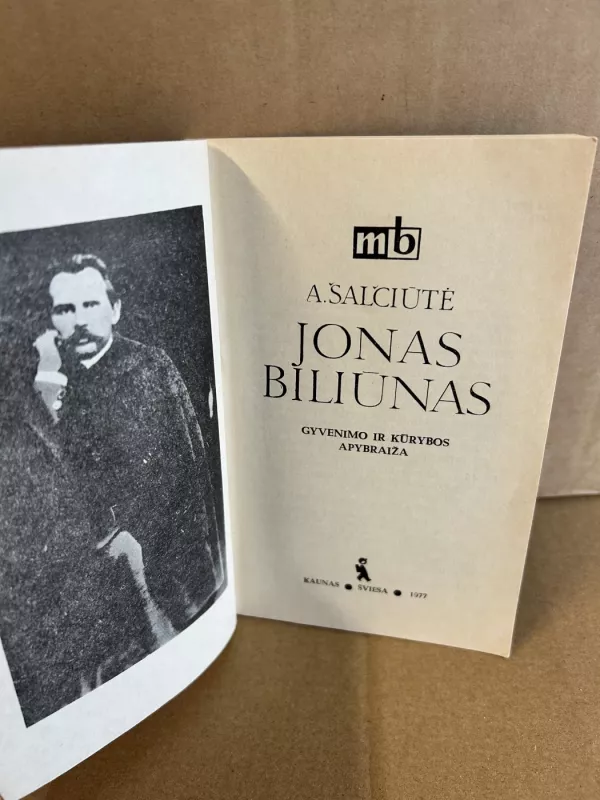 mb
A. ŠALČIŪTĖ
JONAS
BILIŪNAS
GYVENIMO IR KŪRYBOS
APYBRAIŽA
KAUNAS ● ŠVIESA ● 1977